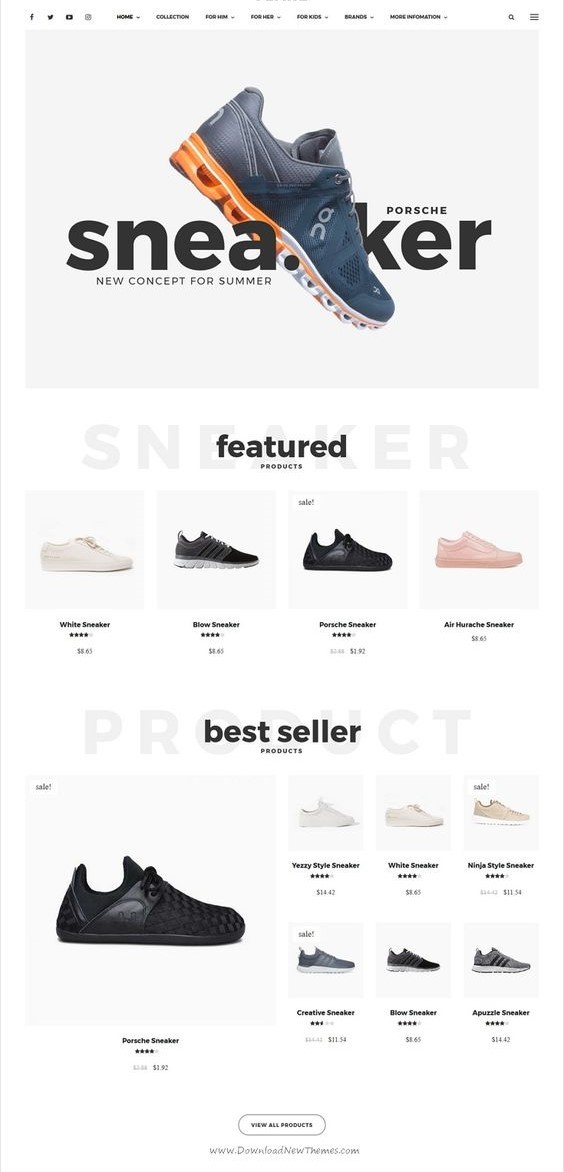 HOME COLLECTION FOR HIM FOR HER FOR KIDS BRANDS MORE INFOMATION
PORSCHE
snea.ker
NEW CONCEPT FOR SUMMER
SNEAKER
featured
PRODUCTS
sale!
White Sneaker Blow Sneaker Porsche Sneaker Air Hurache Sneaker
$8.65
$8.65 $8.65 $1.92
PRODUCT
best seller
PRODUCTS
sale! sale!
Yezzy Style Sneaker White Sneaker Ninja Style Sneaker
$14.42 $8.65 $14.42 $11.54
sale!
Creative Sneaker Blow Sneaker Apuzzle Sneaker
$14.42 $11.54 $8.65 $14.42
Porsche Sneaker
$1.92
VIEW ALL PRODUCTS
www.DownloadNewThemes.com